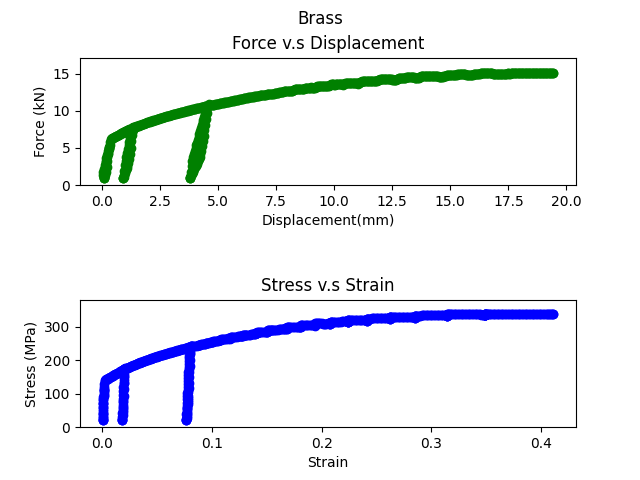 Brass
Force v.s Displacement
Force (kN)
15
10
5
0
0.0 2.5 5.0 7.5 10.0 12.5 15.0 17.5 20.0
Displacement(mm)
Stress v.s Strain
Stress (MPa)
300
200
100
0
0.0 0.1 0.2 0.3 0.4
Strain